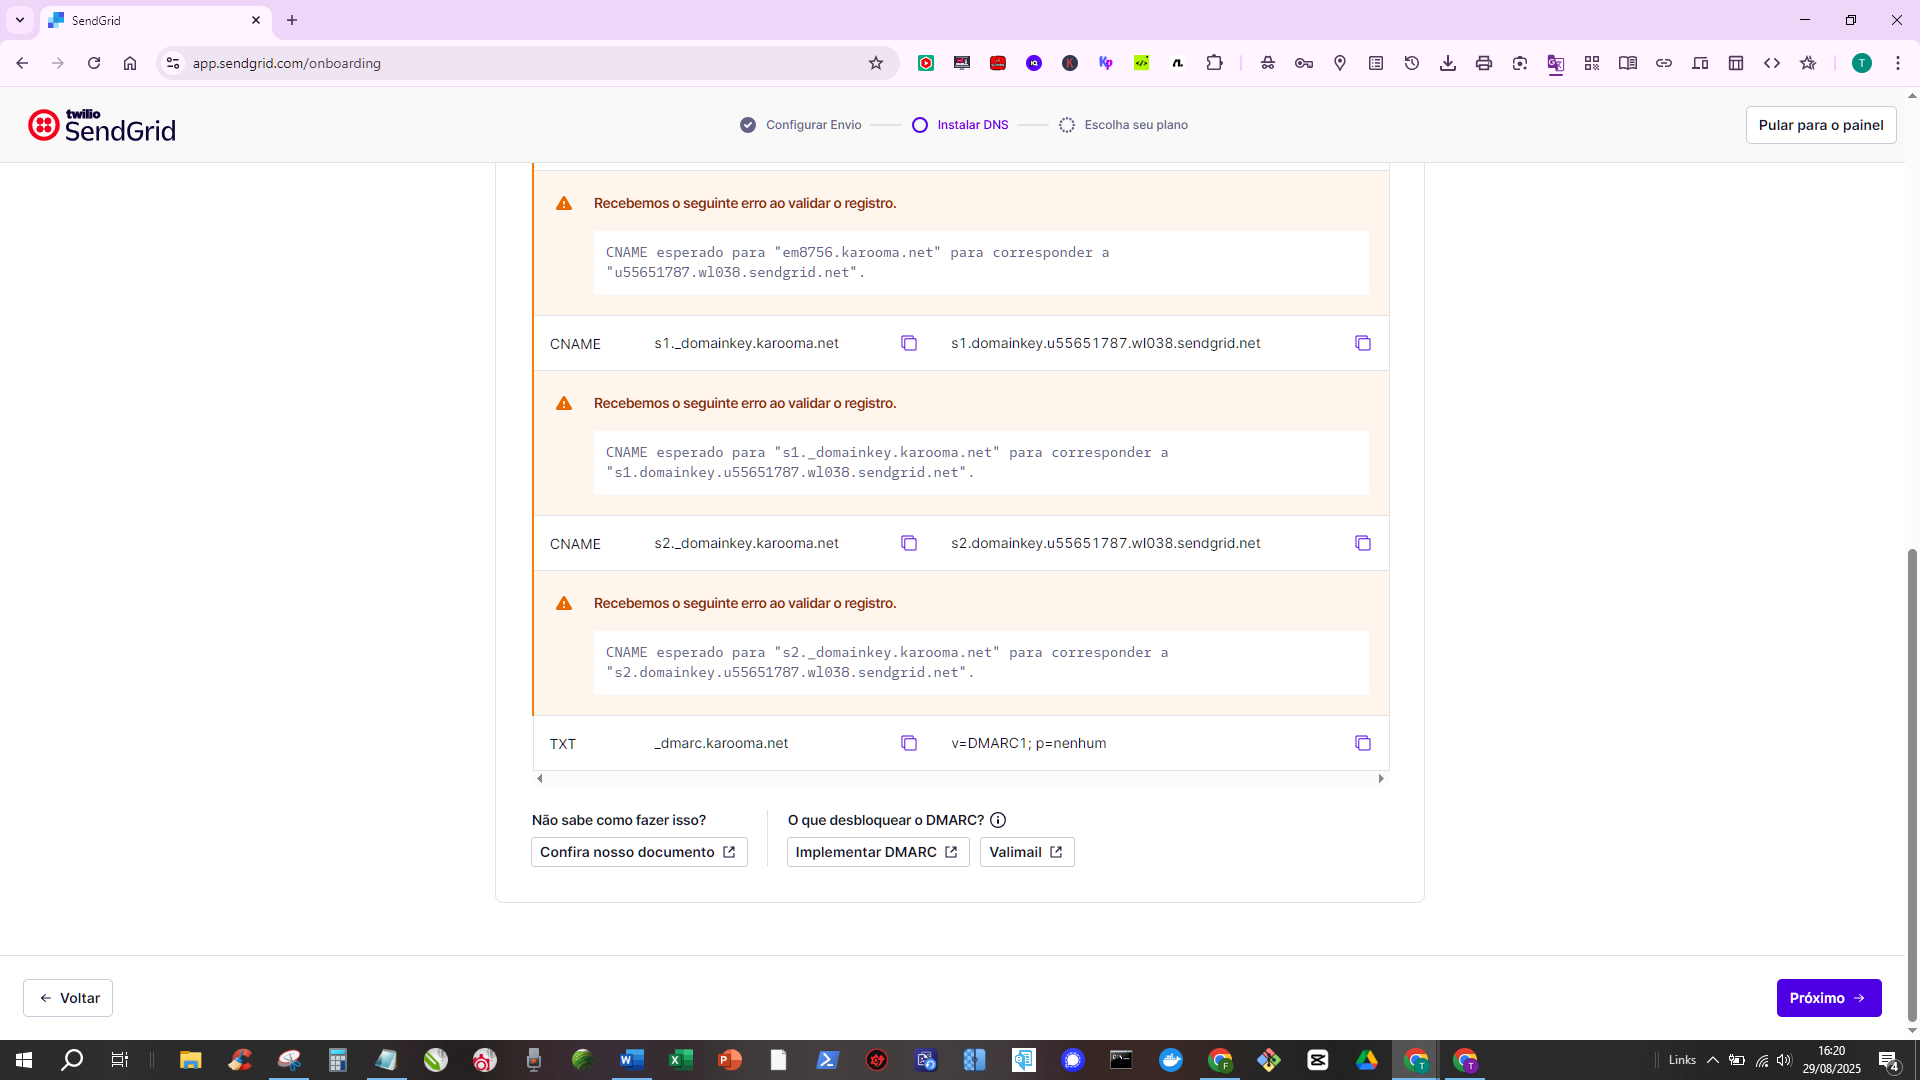 SendGrid
app.sendgrid.com/onboarding
T
twilio
SendGrid
Configurar Envio
Instalar DNS
Escolha seu plano
Pular para o painel
Recebemos o seguinte erro ao validar o registro.
CNAME esperado para "em8756.karooma.net" para corresponder a
"u55651787.wl038.sendgrid.net".
CNAME s1._domainkey.karooma.net s1.domainkey.u55651787.wl038.sendgrid.net
Recebemos o seguinte erro ao validar o registro.
CNAME esperado para "s1._domainkey.karooma.net" para corresponder a
"s1.domainkey.u55651787.wl038.sendgrid.net".
CNAME s2._domainkey.karooma.net s2.domainkey.u55651787.wl038.sendgrid.net
Recebemos o seguinte erro ao validar o registro.
CNAME esperado para "s2._domainkey.karooma.net" para corresponder a
"s2.domainkey.u55651787.wl038.sendgrid.net".
TXT _dmarc.karooma.net v=DMARC1; p=nenhum
Não sabe como fazer isso?
Confira nosso documento
O que desbloquear o DMARC?
Implementar DMARC
Valimail
Voltar
Próximo
Links
16:20
29/08/2025
4